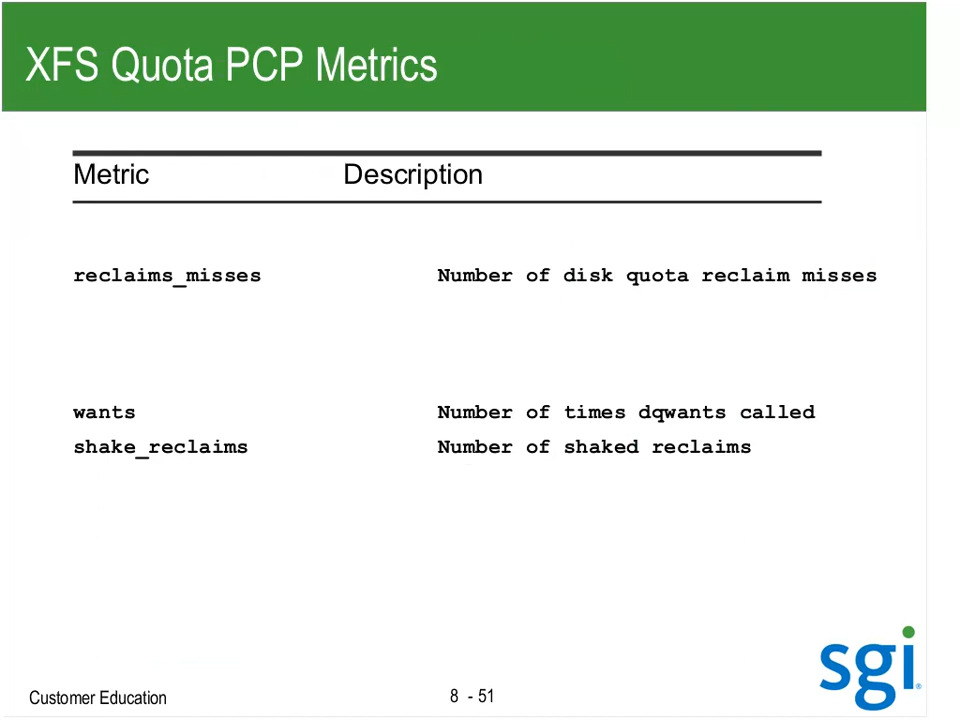 XFS Quota PCP Metrics
Metric Description
reclaims_misses Number of disk quota reclaim misses
wants Number of times dqwants called
shake_reclaims Number of shaked reclaims
sgi®
Customer Education 8 - 51